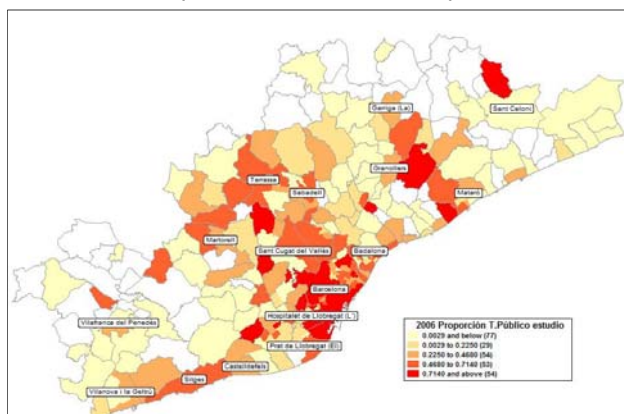 Garriga (La)
Sant Celoni
Granollers
Terrassa
Sabadell
Mataró
Martorell
Sant Cugat del Vallès
Badalona
Barcelona
Vilafranca del Penedès
Hospitalet de Llobregat (L')
Prat de Llobregat (El)
Castelldefels
Sitges
Vilanova i la Geltrú
2006 Proporción T.Público estudio
0.0029 and below (77)
0.0029 to 0.2250 (29)
0.2250 to 0.4680 (54)
0.4680 to 0.7140 (53)
0.7140 and above (54)